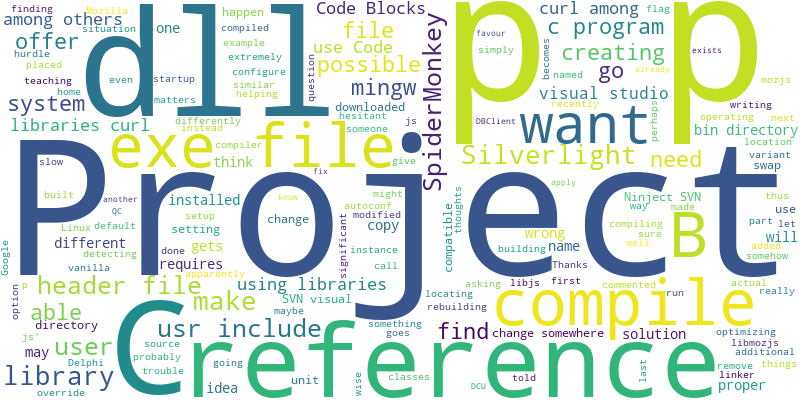 finding Mozilla happen flag
among others situation one Code Blocks curl among
hurdle home compiled use Code file c program favour
offer example extremely possible creating simply exists
placed even startup configure question mingw go becomes named already
teaching similar downloaded visual studio recently mozjs
system matters helping hesitant js SpiderMonkey want perhaps writing
libraries curl differently someone DBClient operating next
dll p p bin directory
exe file Silverlight need location
instead compiler think give variant
slow fix swap
built another autoconf might compatible Ninject SVN thus
Linux QC default installed modified copy thoughts way made use
Google setup know change significant apply compiling part let
different detecting setting done wrong building sure will
vanilla gets instance name Thanks well added somehow
P apparently requires call B
Project
header file using libraries libjs first commented actual really
able option make SVN visual locating asking run optimizing
directory maybe rebuilding compile libmozjs
usr include find change somewhere solution additional
may js' source something told last linker things
user probably goes remove proper
library Delphi trouble going wise classes
override idea unit DCU
C reference